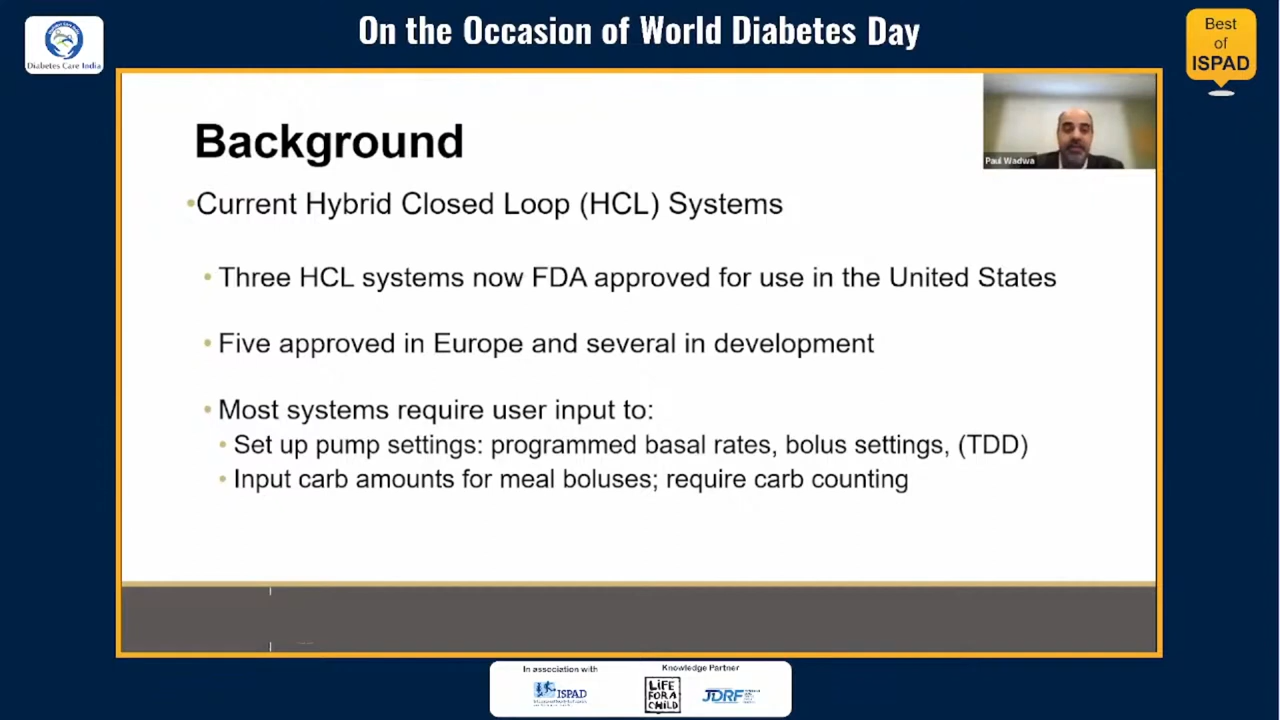 On the Occasion of World Diabetes Day
Diabetes Care India
Best
of
ISPAD
Background
Paul Wadwa
•Current Hybrid Closed Loop (HCL) Systems
• Three HCL systems now FDA approved for use in the United States
• Five approved in Europe and several in development
• Most systems require user input to:
• Set up pump settings: programmed basal rates, bolus settings, (TDD)
• Input carb amounts for meal boluses; require carb counting
In association with
Knowledge Partner
ISPAD
LiFE
FOR A
CHiLD
JDRF